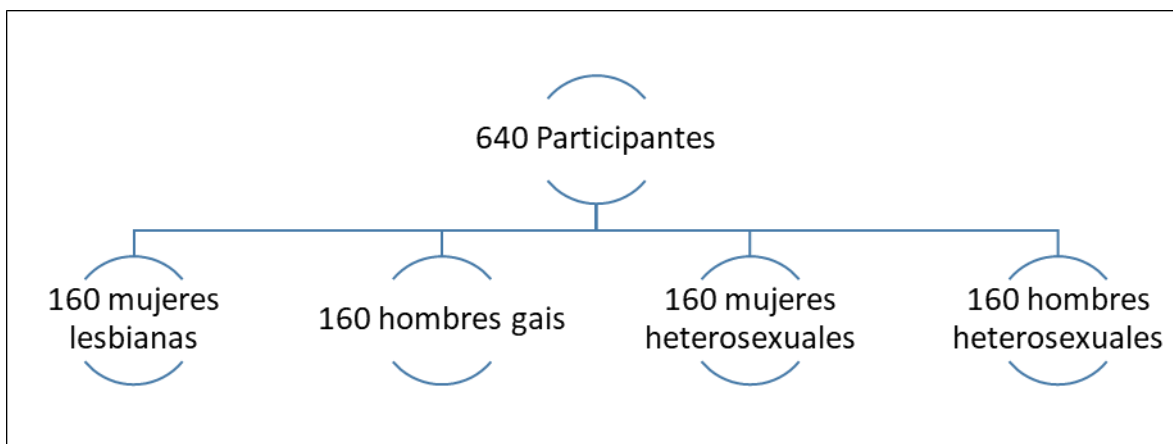 640 Participantes
160 mujeres
lesbianas
160 hombres gais
160 mujeres
heterosexuales
160 hombres
heterosexuales